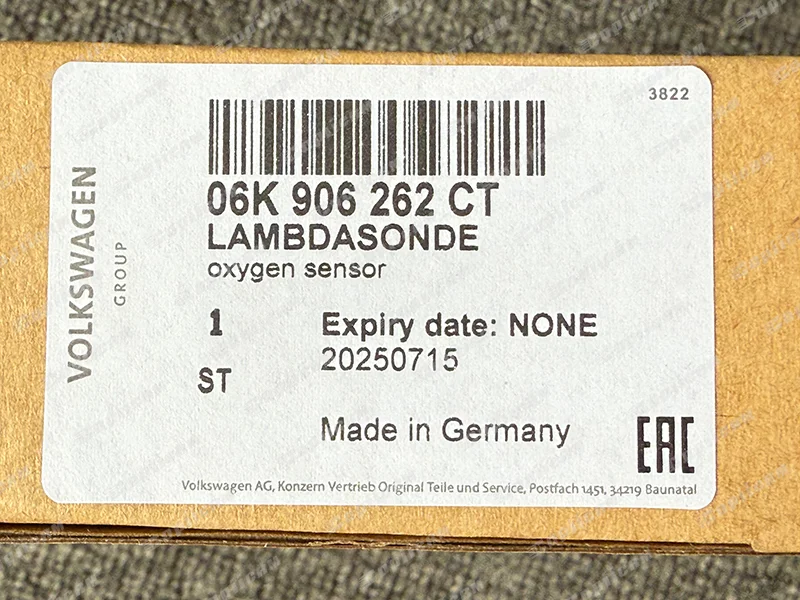 3822
06K 906 262 CT
LAMBDASONDE
oxygen sensor
1
Expiry date: NONE
20250715
ST
Made in Germany
EAC
Volkswagen AG, Konzern Vertrieb Original Teile und Service, Postfach 1451, 34219 Baunatal
VOLKSWAGEN
GROUP